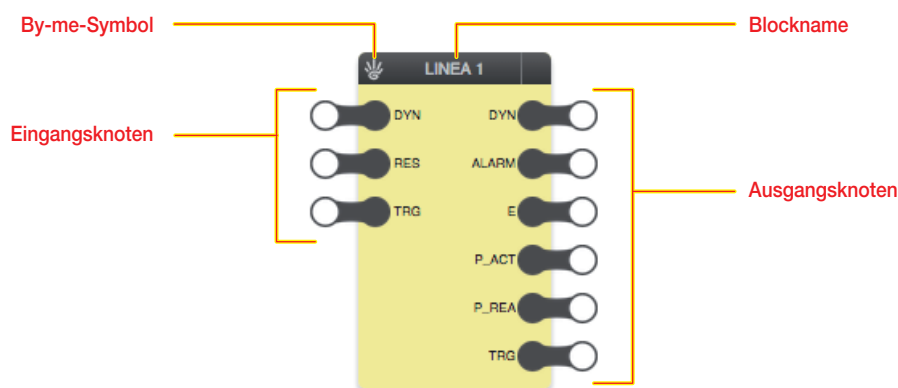 By-me-Symbol
Blockname
LINEA 1
Eingangsknoten
DYN DYN
RES ALARM
TRG E
P_ACT
P_REA
TRG
Ausgangsknoten